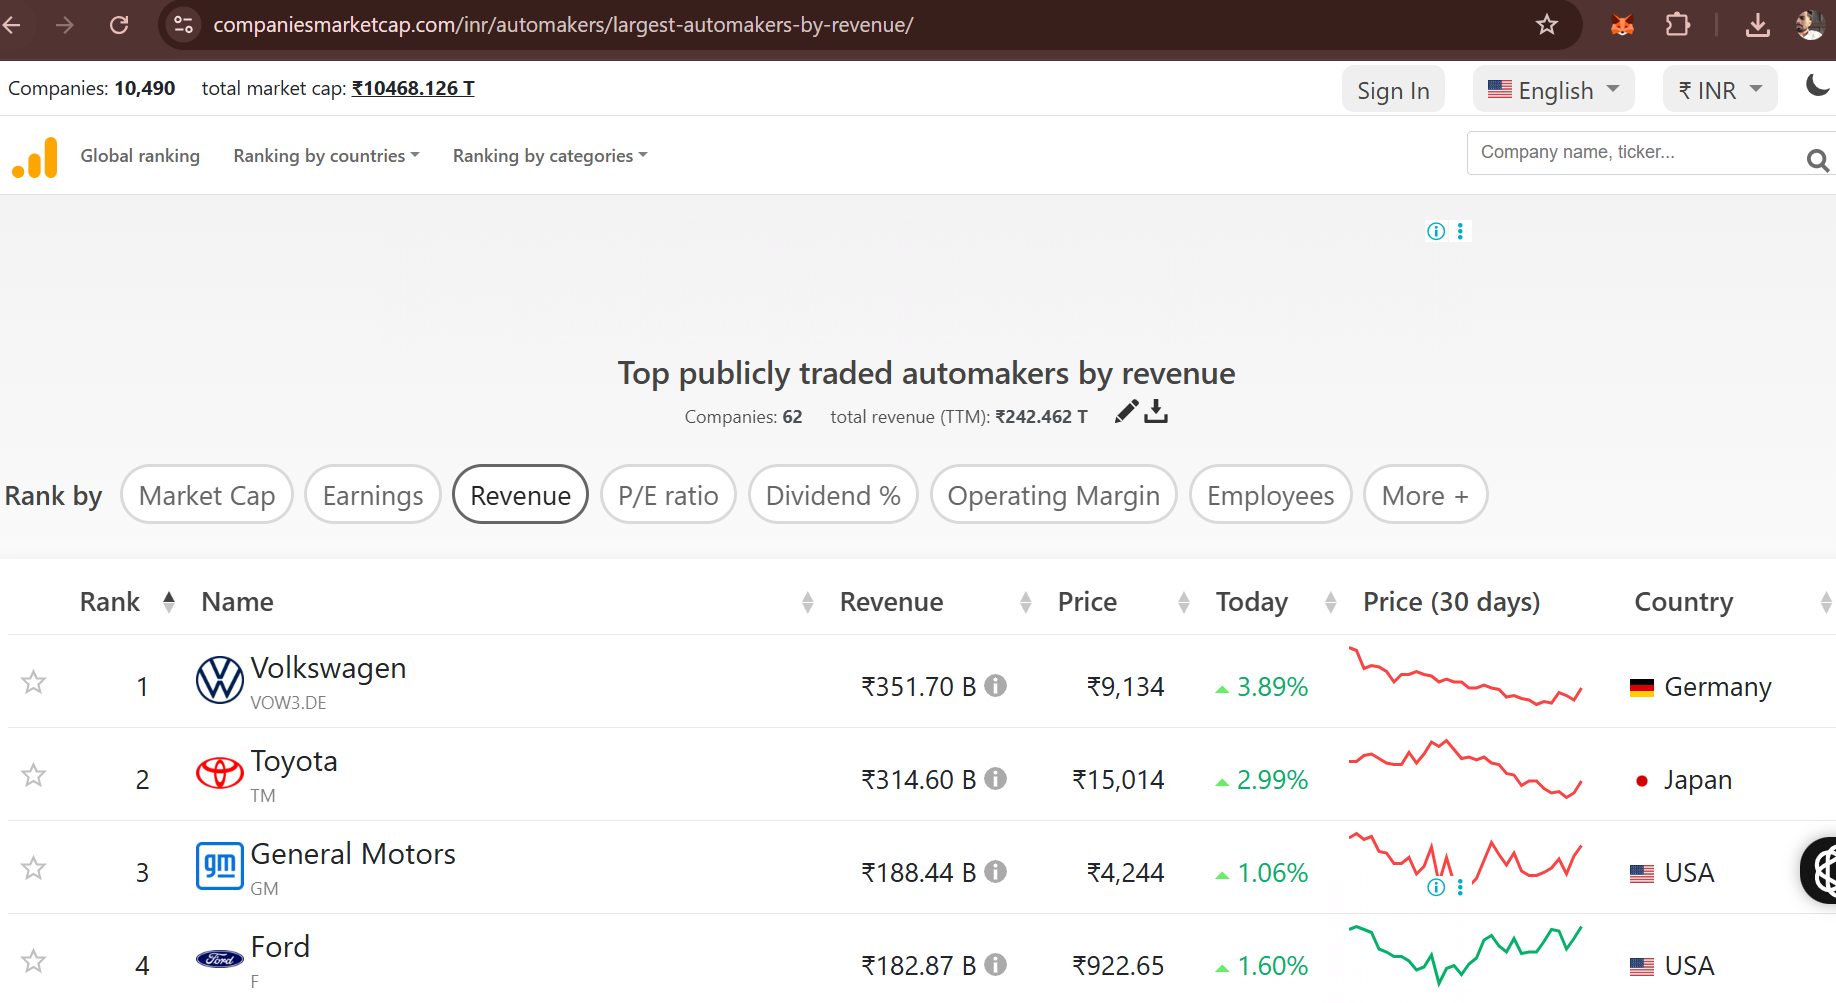 companiesmarketcap.com/inr/automakers/largest-automakers-by-revenue/
Companies: 10,490 total market cap: ₹10468.126 T
Sign In English ₹ INR
Global ranking Ranking by countries Ranking by categories
Company name, ticker...
Top publicly traded automakers by revenue
Companies: 62 total revenue (TTM): ₹242.462 T
Rank by Market Cap Earnings Revenue P/E ratio Dividend % Operating Margin Employees More +
Rank Name Revenue Price Today Price (30 days) Country
1 Volkswagen ₹351.70 B ₹9,134 3.89% Germany
VOW3.DE
2 Toyota ₹314.60 B ₹15,014 2.99% Japan
TM
3 gm General Motors ₹188.44 B ₹4,244 1.06% USA
GM
4 Ford Ford ₹182.87 B ₹922.65 1.60% USA
F